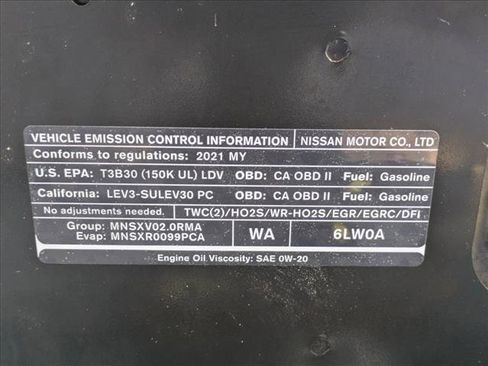 VEHICLE EMISSION CONTROL INFORMATION NISSAN MOTOR CO., LTD
Conforms to regulations: 2021 MY
U.S. EPA: T3B30 (150K UL) LDV OBD: CA OBD II Fuel: Gasoline
California: LEV3-SULEV30 PC OBD: CA OBD II Fuel: Gasoline
No adjustments needed. TWC(2)/HO2S/WR-HO2S/EGR/EGRC/DFI
Group: MNSXV02.0RMA
Evap: MNSXR0099PCA
WA 6LW0A
Engine Oil Viscosity: SAE 0W-20